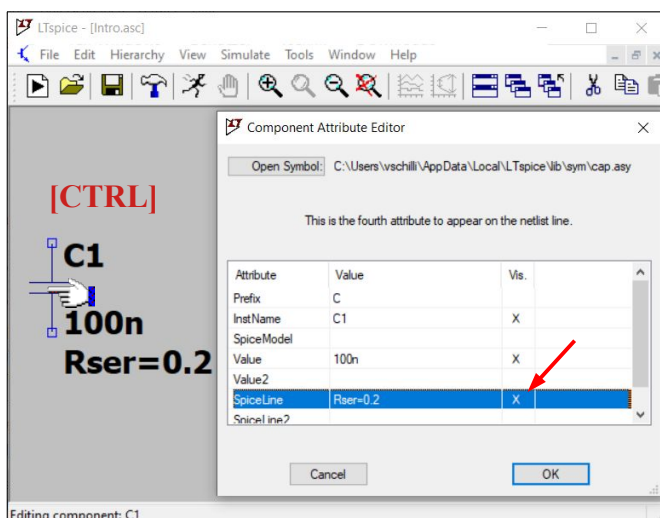 LTspice - [Intro.asc]
File Edit Hierarchy View Simulate Tools Window Help
Component Attribute Editor
Open Symbol: C:\Users\vschilli\AppData\Local\LTspice\lib\sym\cap.asy
This is the fourth attribute to appear on the netlist line.
Attribute Value Vis.
Prefix C
InstName C1 X
SpiceModel
Value 100n X
Value2
SpiceLine Rser=0.2 X
SpiceLine2
Cancel OK
[CTRL]
C1
100n
Rser=0.2
Editing component: C1